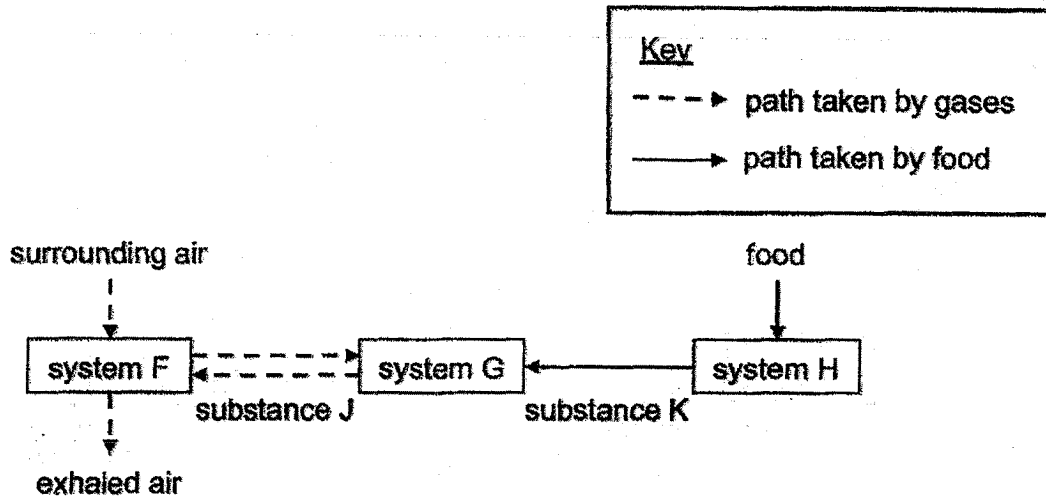 Key
path taken by gases
path taken by food
surrounding air
food
system F
system G
system H
substance J
substance K
exhaled air